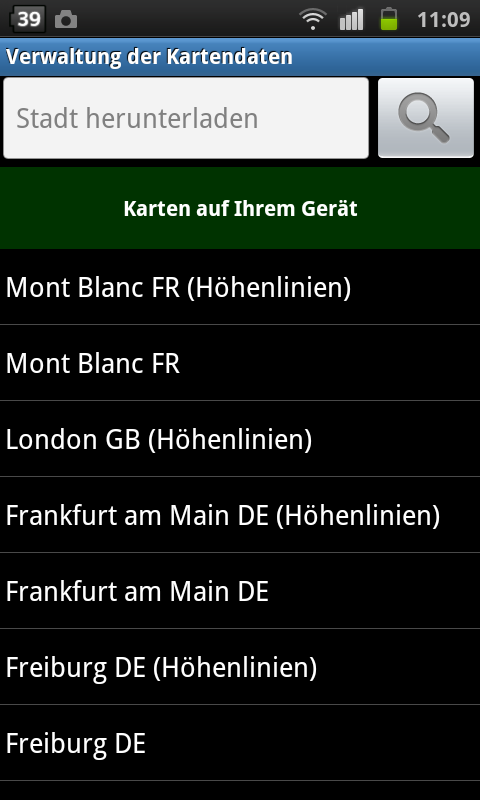 39
11:09
Verwaltung der Kartendaten
Stadt herunterladen
Karten auf Ihrem Gerät
Mont Blanc FR (Höhenlinien)
Mont Blanc FR
London GB (Höhenlinien)
Frankfurt am Main DE (Höhenlinien)
Frankfurt am Main DE
Freiburg DE (Höhenlinien)
Freiburg DE